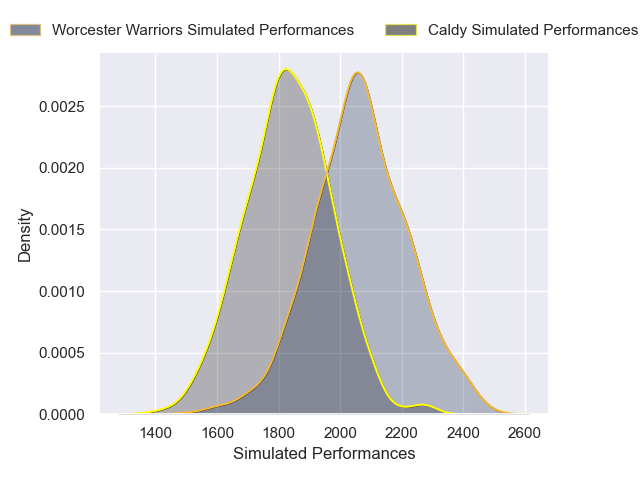 Worcester Warriors Simulated Performances
Caldy Simulated Performances
0.0025
0.0020
0.0015
0.0010
0.0005
0.0000
Density
1400 1600 1800 2000 2200 2400 2600
Simulated Performances